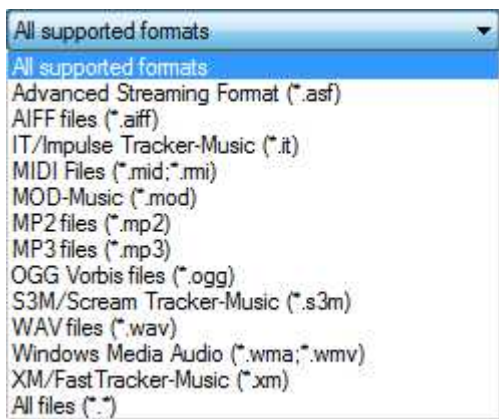 All supported formats
All supported formats
Advanced Streaming Format (*.asf)
AIFF files (*.aiff)
IT/Impulse Tracker-Music (*.it)
MIDI Files (*.mid;*.rmi)
MOD-Music (*.mod)
MP2 files (*.mp2)
MP3 files (*.mp3)
OGG Vorbis files (*.ogg)
S3M/Scream Tracker-Music (*.s3m)
WAV files (*.wav)
Windows Media Audio (*.wma;*.wmv)
XM/FastTracker-Music (*.xm)
All files (*.*)